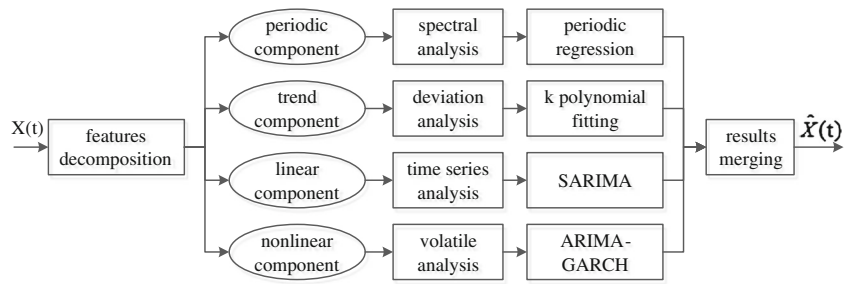 X(t)
features
decomposition
periodic
component
spectral
analysis
periodic
regression
trend
component
deviation
analysis
k polynomial
fitting
linear
component
time series
analysis
SARIMA
nonlinear
component
volatile
analysis
ARIMA-
GARCH
results
merging
X̂(t)